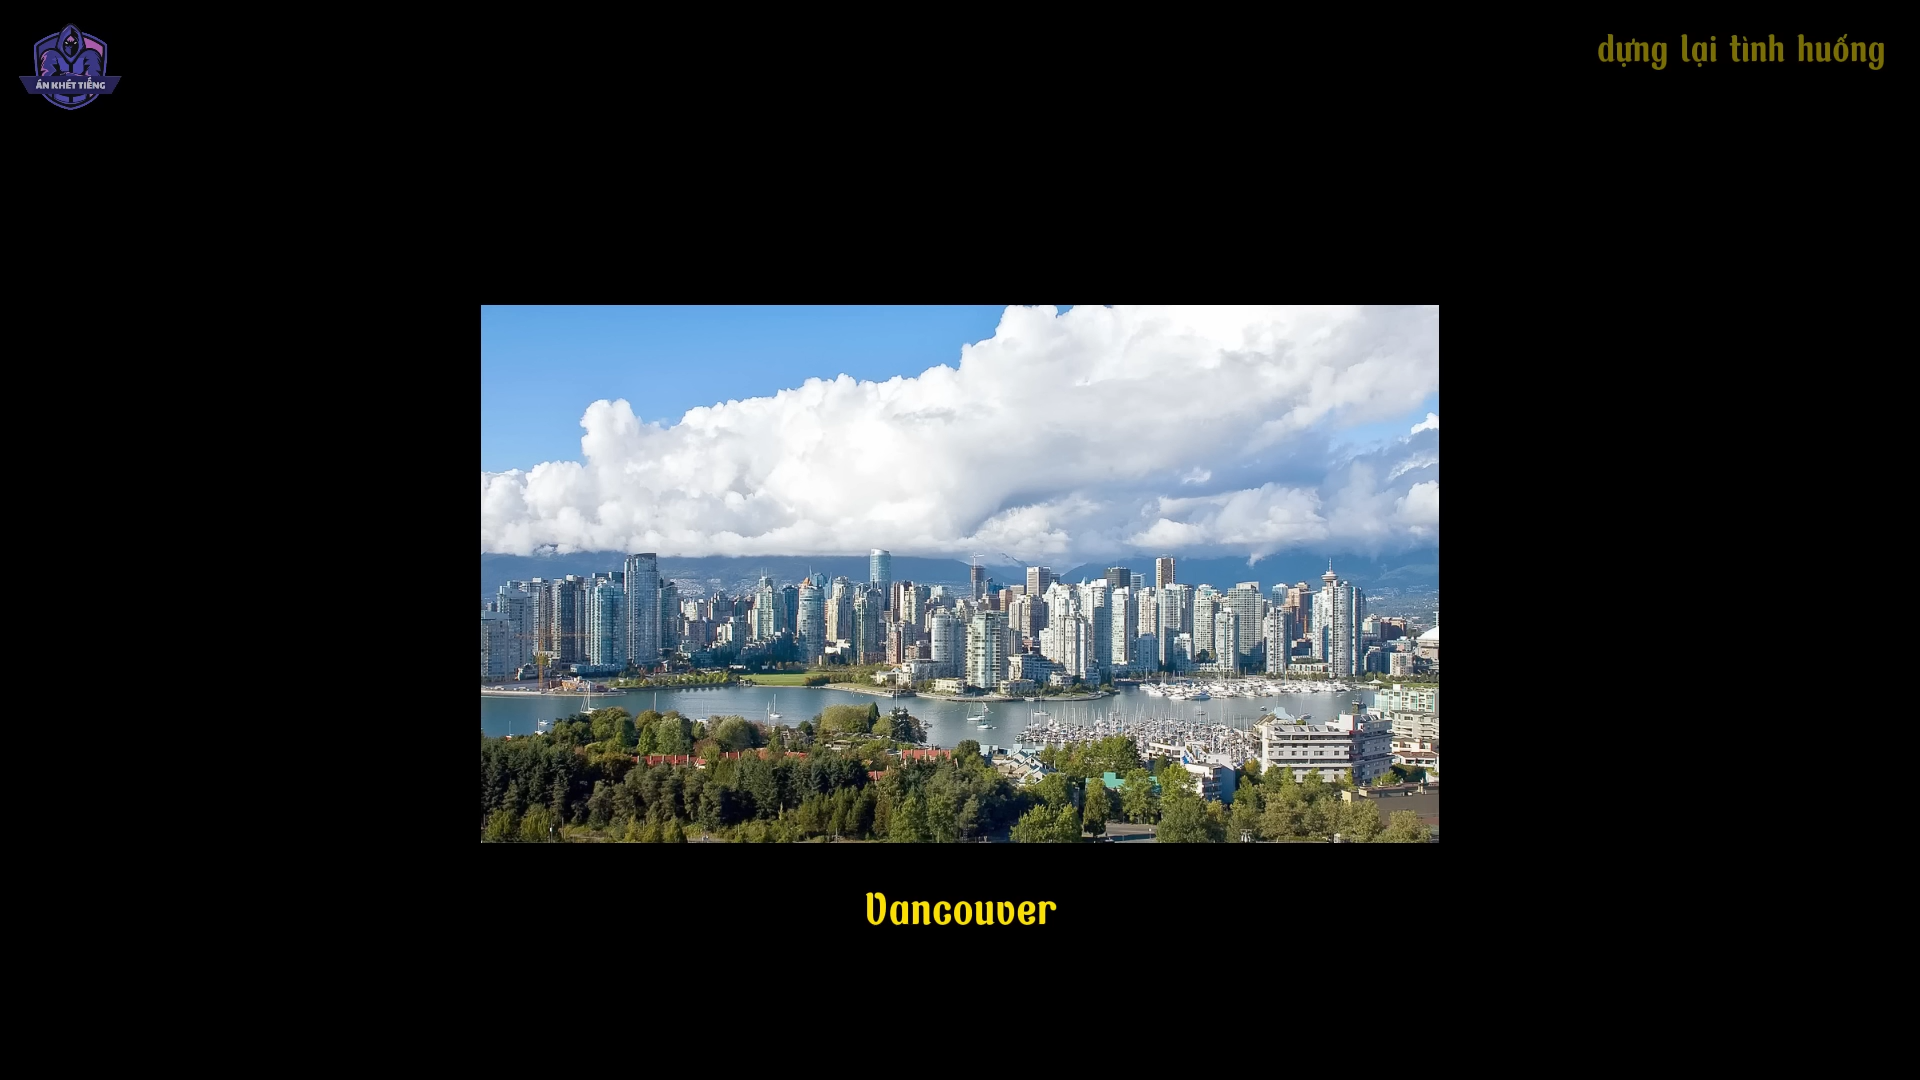 ÁN KHÉT TIẾNG
dựng lại tình huống
Vancouver